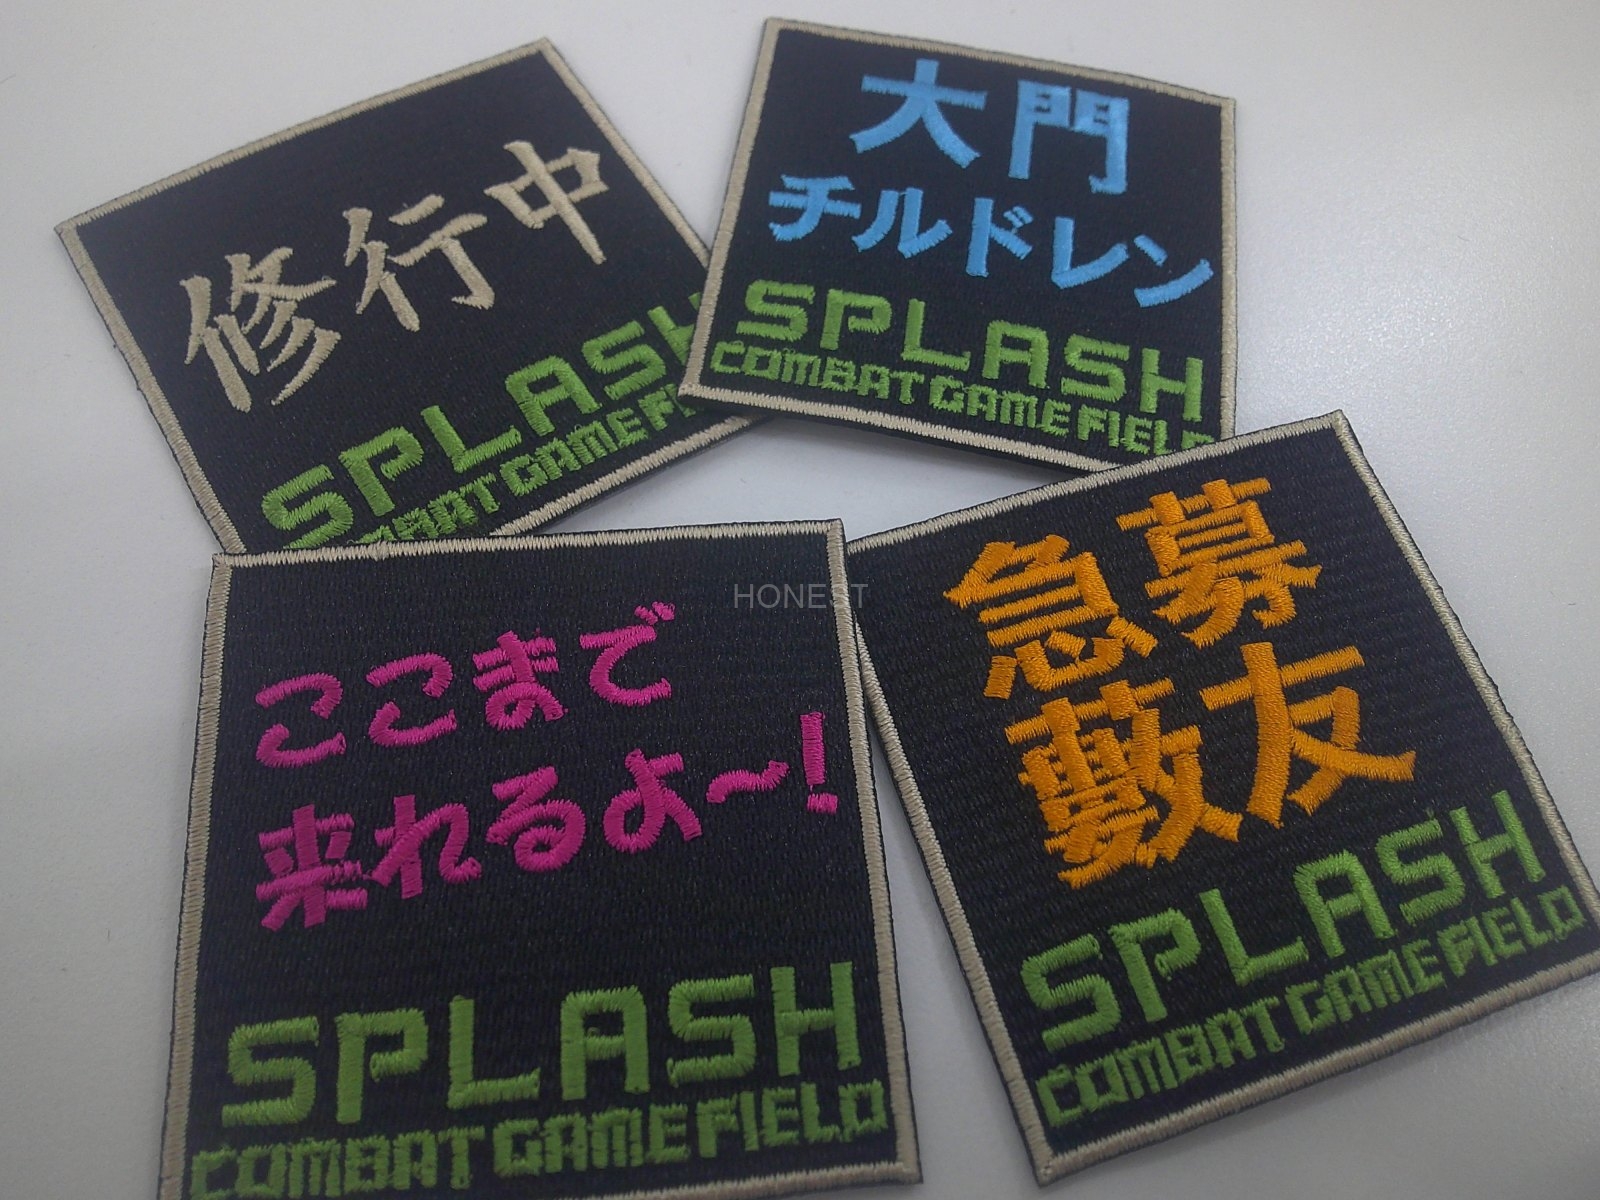 修行中
SPLASH
COMBAT GAME FI
大門
チルドレン
SPLASH
COMBAT GAME FIELD
HONEST
ここまで
来れるよ～！
SPLASH
COMBAT GAME FIELD
急募
藪友
SPLASH
COMBAT GAME FIELD